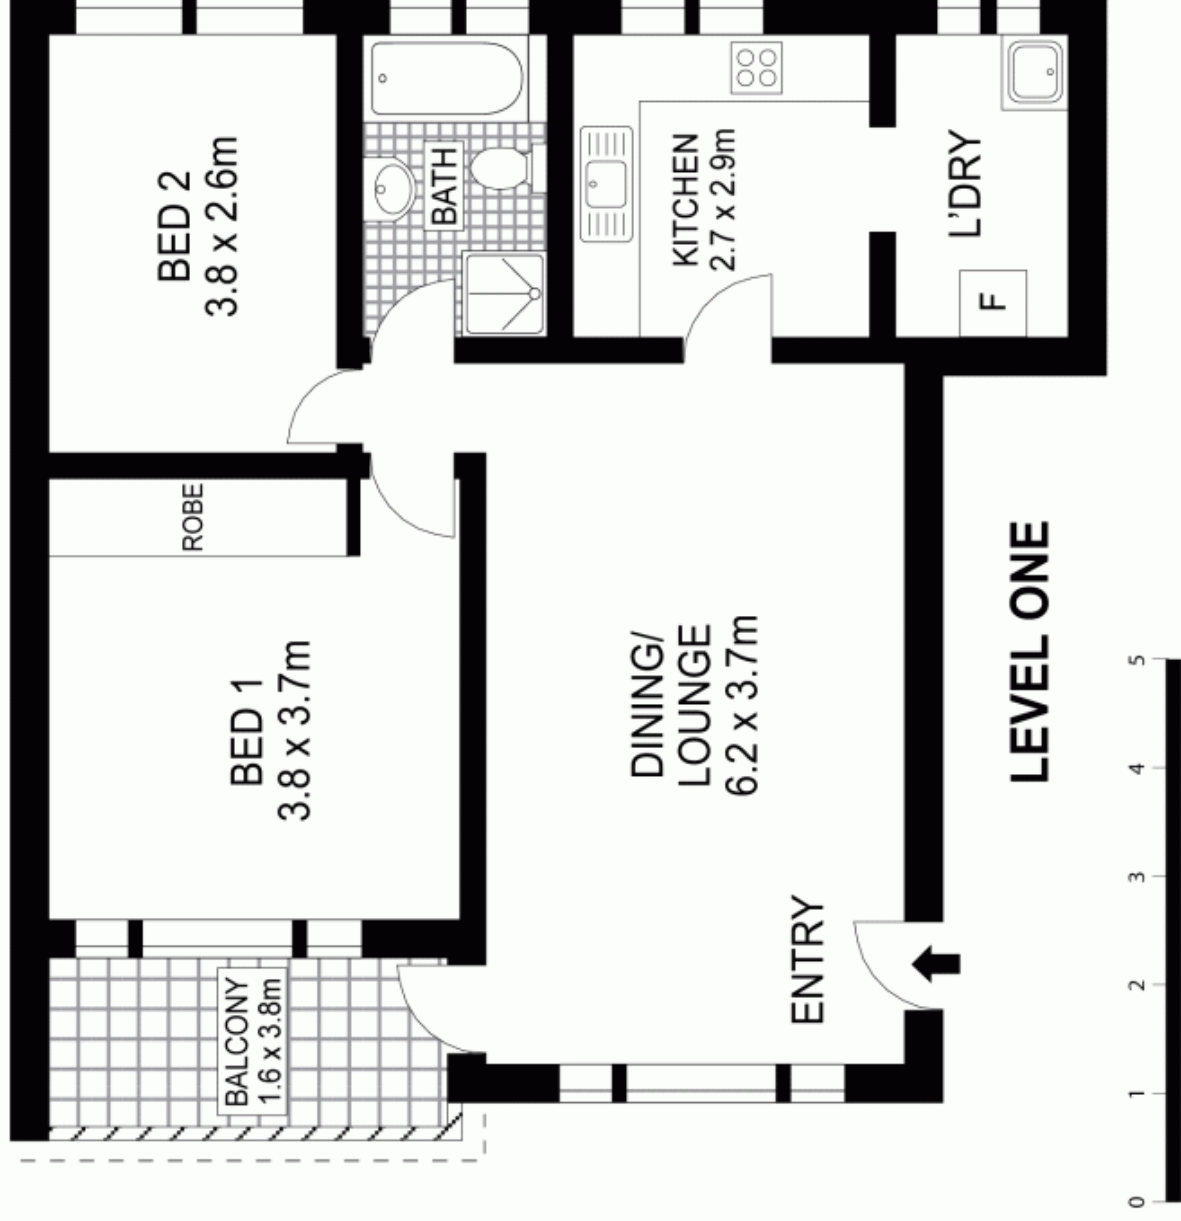 BED 2
3.8 x 2.6m
BATH
KITCHEN
2.7 x 2.9m
L'DRY
F
ROBE
BED 1
3.8 x 3.7m
DINING/
LOUNGE
6.2 x 3.7m
ENTRY
BALCONY
1.6 x 3.8m
LEVEL ONE
0 1 2 3 4 5